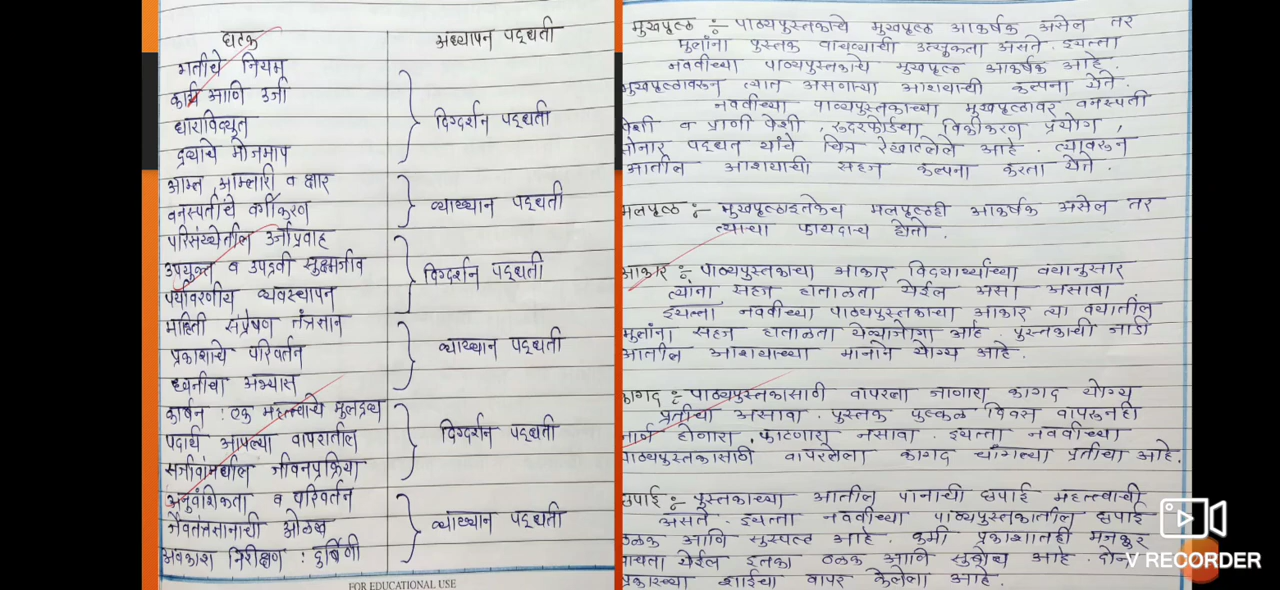 घटक
अध्यापन पद्धती
गतीचे नियम
कार्य आणि उर्जा
धाराविद्युत
द्रव्याचे मोजमाप
दिग्दर्शन पद्धती
आम्ल आम्लारी व क्षार
वनस्पतींचे वर्गीकरण
व्याख्यान पद्धती
परिसंस्थेतील उर्जाप्रवाह
उपयुक्त व उपद्रवी सुक्ष्मजीव
पर्यावरणीय व्यवस्थापन
दिग्दर्शन पद्धती
माहिती संप्रेषण तंत्रज्ञान
प्रकाशाचे परिवर्तन
ध्वनीचा अभ्यास
व्याख्यान पद्धती
कार्बन : एक महत्त्वाचे मुलद्रव्य
पदार्थ आपल्या वापरातील
सजीवांमधील जीवनप्रक्रिया
दिग्दर्शन पद्धती
अनुवंशिकता व परिवर्तन
जैवतंत्रज्ञानाची ओळख
अवकाश निरीक्षण : दुर्बिणी
व्याख्यान पद्धती
FOR EDUCATIONAL USE
मुखपृष्ठ :- पाठ्यपुस्तकाचे मुखपृष्ठ आकर्षक असेल तर
मुलांना पुस्तक वाचण्याची उत्सुकता असते. इयत्ता
नववीच्या पाठ्यपुस्तकाचे मुखपृष्ठ आकर्षक आहे.
मुखपृष्ठावरून त्यात असणाऱ्या आशयाची कल्पना येते.
नववीच्या पाठ्यपुस्तकाच्या मुखपृष्ठावर वनस्पती
पेशी व प्राणी पेशी, रुदरफोर्डचा विकीकरण प्रयोग,
सोनार पद्धत यांचे चित्र रेखाटलेले आहे. त्यावरून
आतील आशयाची सहज कल्पना करता येते.
मलपृष्ठ :- मुखपृष्ठाइतकेच मलपृष्ठही आकर्षक असेल तर
त्याचा फायदाच होतो.
आकार :- पाठ्यपुस्तकाचा आकार विद्यार्थ्यांच्या वयानुसार
त्यांना सहज हाताळता येईल असा असावा.
इयत्ता नववीच्या पाठ्यपुस्तकाचा आकार त्या वयातील
मुलांना सहज हाताळता येण्याजोगा आहे. पुस्तकाची जाडी
आतील आशयाच्या मानाने योग्य आहे.
कागद :- पाठ्यपुस्तकासाठी वापरला जाणारा कागद योग्य
प्रतीचा असावा. पुस्तक पुष्कळ दिवस वापरूनही
जीर्ण होणारा, फाटणारा नसावा. इयत्ता नववीच्या
पाठ्यपुस्तकासाठी वापरलेला कागद चांगल्या प्रतीचा आहे.
छपाई :- पुस्तकाच्या आतील पानाची छपाई महत्त्वाची
असते. इयत्ता नववीच्या पाठ्यपुस्तकातील छपाई
ठळक आणि सुस्पष्ट आहे. कमी प्रकाशातही मजकूर
वाचता येईल इतका ठळक आणि सुबोध आहे. दोन
प्रकारच्या शाईचा वापर केलेला आहे.
V RECORDER